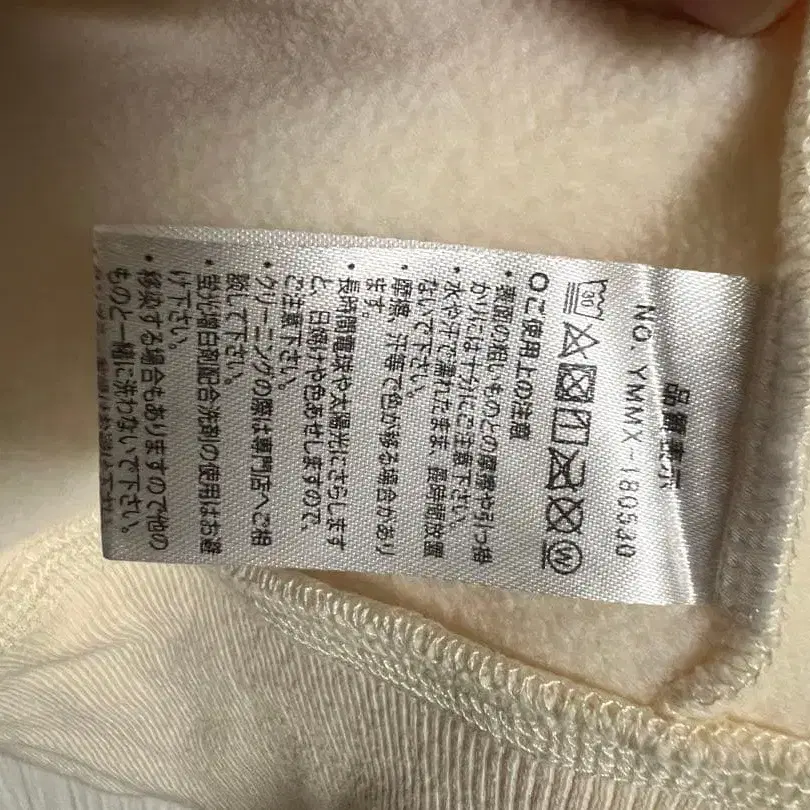 品質表示
NO. YMMX-180530
30
W
○ご使用上の注意
・表面の粗いものとの摩擦や引っ掛
かりには十分にご注意下さい。
・水や汗で濡れたまま、長時間放置
ないで下さい。
・摩擦、汗等で色が移る場合があり
ます。
・長時間電灯や太陽光にさらします
と、日焼けや色あせしますので、
ご注意下さい。
・クリーニングの際は専門店へご相
談して下さい。
・蛍光増白剤配合洗剤の使用はお避
け下さい。
・移染する場合もありますので他の
ものと一緒に洗わないで下さい。